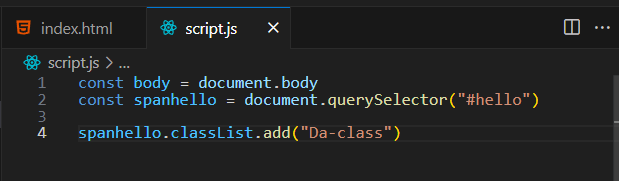 index.html script.js ×
script.js > ...
1 const body = document.body
2 const spanhello = document.querySelector("#hello")
3
4 spanhello.classList.add("Da-class")